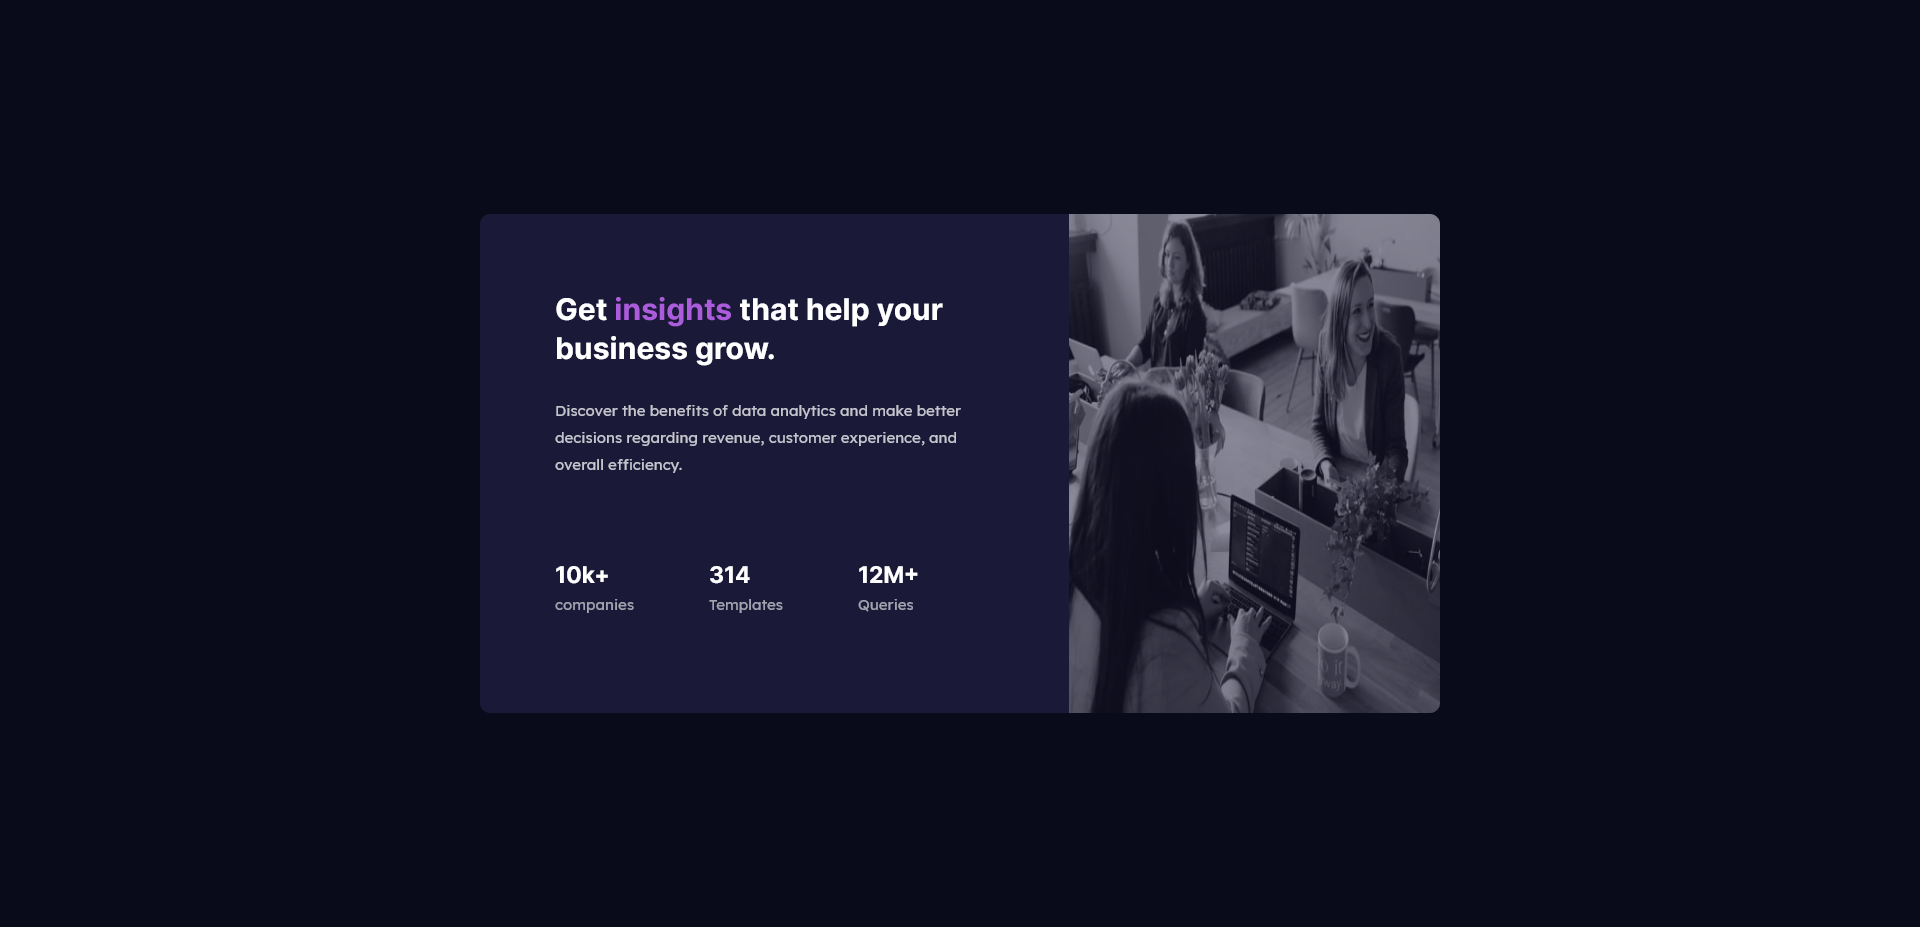 Get insights that help your
business grow.
Discover the benefits of data analytics and make better
decisions regarding revenue, customer experience, and
overall efficiency.
10k+ 314 12M+
companies Templates Queries